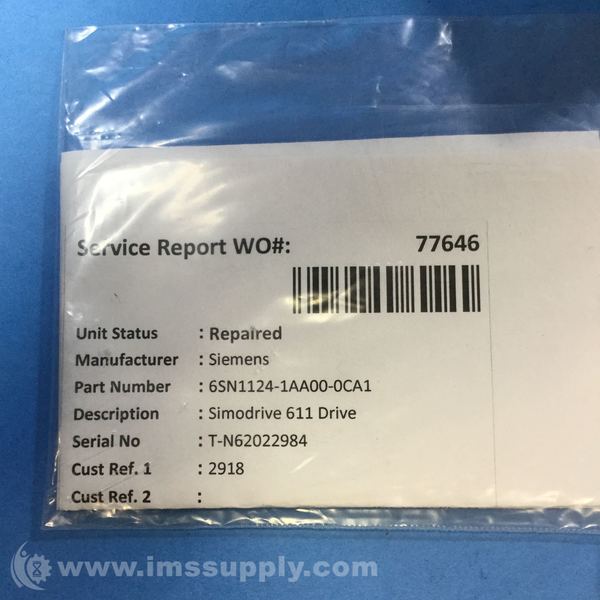 Service Report WO#: 77646
Unit Status : Repaired
Manufacturer : Siemens
Part Number : 6SN1124-1AA00-0CA1
Description : Simodrive 611 Drive
Serial No : T-N62022984
Cust Ref. 1 : 2918
Cust Ref. 2 :
www.imssupply.com